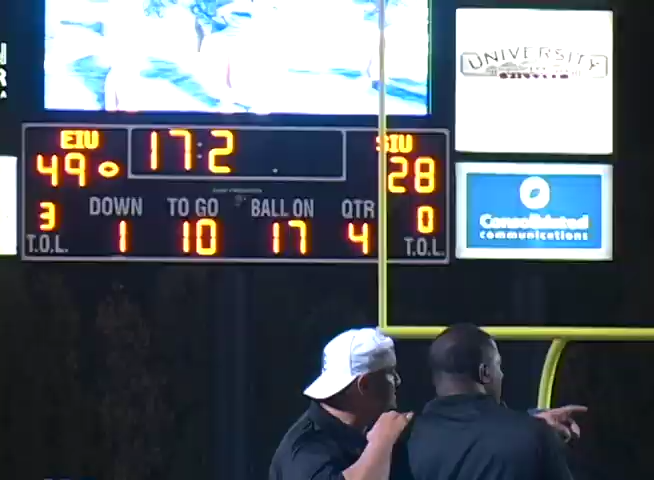 EIU 17:2 SIU
49 28
3 DOWN TO GO BALL ON QTR 0
T.O.L. 1 10 17 4 T.O.L.
UNIVERSITY
Consolidated
communications